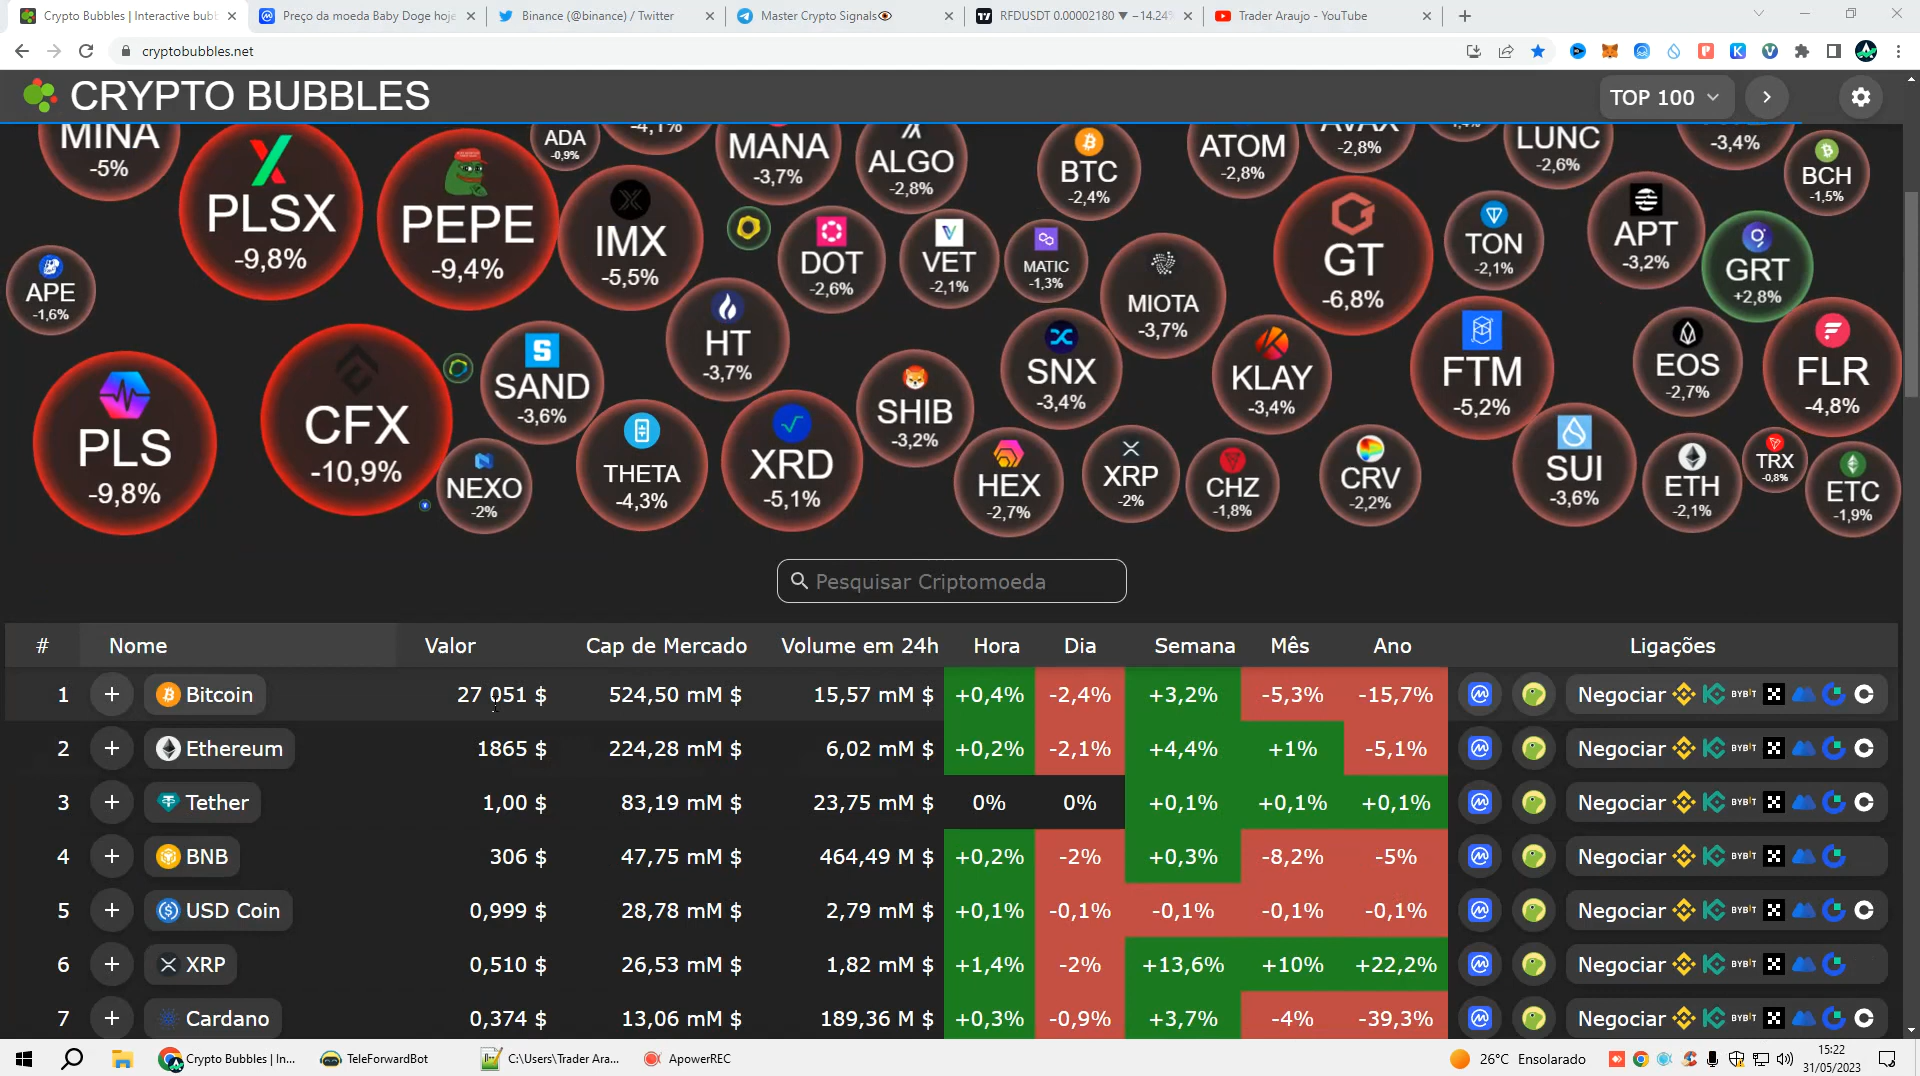 Crypto Bubbles | Interactive bubb
Preço da moeda Baby Doge hoje
Binance (@binance) / Twitter
Master Crypto Signals👁
RFDUSDT 0.00002180 ▼ −14.24%
Trader Araujo - YouTube
cryptobubbles.net
CRYPTO BUBBLES
TOP 100
MINA
-5%
PLSX
-9,8%
PEPE
-9,4%
ADA
-0,9%
-4,1%
IMX
-5,5%
MANA
-3,7%
ALGO
-2,8%
BTC
-2,4%
ATOM
-2,8%
AVAX
-2,8%
-1,4%
LUNC
-2,6%
-3,4%
BCH
-1,5%
APE
-1,6%
DOT
-2,6%
VET
-2,1%
MATIC
-1,3%
MIOTA
-3,7%
GT
-6,8%
TON
-2,1%
APT
-3,2%
GRT
+2,8%
PLS
-9,8%
CFX
-10,9%
SAND
-3,6%
HT
-3,7%
SHIB
-3,2%
SNX
-3,4%
KLAY
-3,4%
FTM
-5,2%
EOS
-2,7%
FLR
-4,8%
NEXO
-2%
THETA
-4,3%
XRD
-5,1%
HEX
-2,7%
XRP
-2%
CHZ
-1,8%
CRV
-2,2%
SUI
-3,6%
ETH
-2,1%
TRX
-0,8%
ETC
-1,9%
Pesquisar Criptomoeda
# Nome Valor Cap de Mercado Volume em 24h Hora Dia Semana Mês Ano Ligações
1 + Bitcoin 27 051 $ 524,50 mM $ 15,57 mM $ +0,4% -2,4% +3,2% -5,3% -15,7% Negociar BYBIT
2 + Ethereum 1865 $ 224,28 mM $ 6,02 mM $ +0,2% -2,1% +4,4% +1% -5,1% Negociar BYBIT
3 + Tether 1,00 $ 83,19 mM $ 23,75 mM $ 0% 0% +0,1% +0,1% +0,1% Negociar BYBIT
4 + BNB 306 $ 47,75 mM $ 464,49 M $ +0,2% -2% +0,3% -8,2% -5% Negociar BYBIT
5 + USD Coin 0,999 $ 28,78 mM $ 2,79 mM $ +0,1% -0,1% -0,1% -0,1% -0,1% Negociar BYBIT
6 + XRP 0,510 $ 26,53 mM $ 1,82 mM $ +1,4% -2% +13,6% +10% +22,2% Negociar BYBIT
7 + Cardano 0,374 $ 13,06 mM $ 189,36 M $ +0,3% -0,9% +3,7% -4% -39,3% Negociar BYBIT
Crypto Bubbles | In...
TeleForwardBot
C:\Users\Trader Ara...
ApowerREC
26°C Ensolarado
15:22
31/05/2023